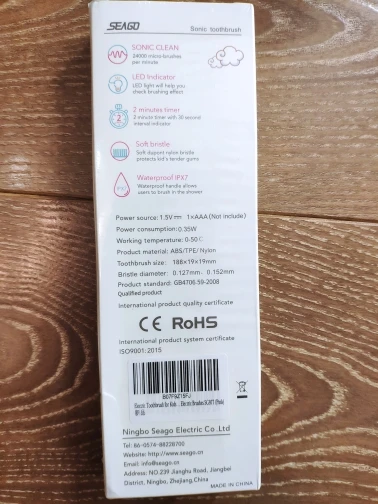 SEAGO
Sonic toothbrush
SONIC CLEAN
24000 micro-brushes
per minute
LED Indicator
LED light will help you
check brushing effect
2 minutes timer
2 minute timer with 30 second
interval indicator
2
Soft bristle
Soft dupont nylon bristle
protects kid's tender gums
Waterproof IPX7
Waterproof handle allows
users to brush in the shower
IPX7
Power source: 1.5V 1×AAA(Not include)
Power consumption: 0.35W
Working temperature: 0-50℃
Product material: ABS/TPE/ Nylon
Toothbrush size: 188×19×19mm
Bristle diameter: 0.127mm、0.152mm
Product standard: GB4706.59-2008
Qualified product
International product quality certificate
CE RoHS
International product system certificate
ISO9001:2015
B07F9Z15FJ
Ningbo Seago Electric Co .,Ltd
Tel: 86-0574-88228700
Website: http://www.seago.cn
Email: info@seago.cn
Address: NO.239 Jianghu Road, Jiangbei
District, Ningbo, Zhejiang,China
MADE IN CHINA